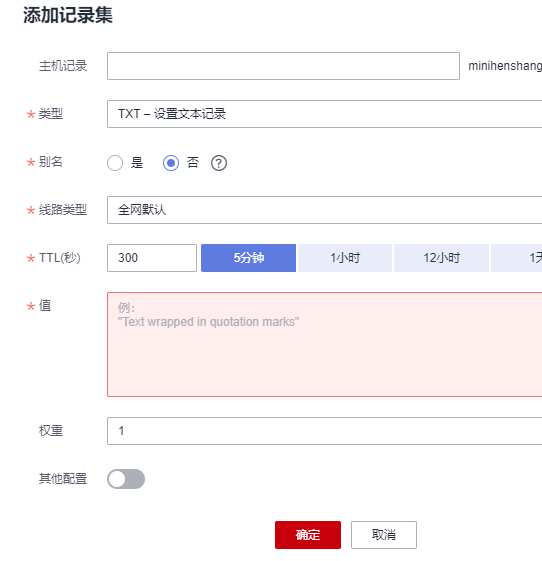 添加记录集
主机记录 minihenshang
* 类型 TXT – 设置文本记录
* 别名 是 否 ?
* 线路类型 全网默认
* TTL(秒) 300 5分钟 1小时 12小时 1天
* 值 例：
"Text wrapped in quotation marks"
权重 1
其他配置
确定 取消